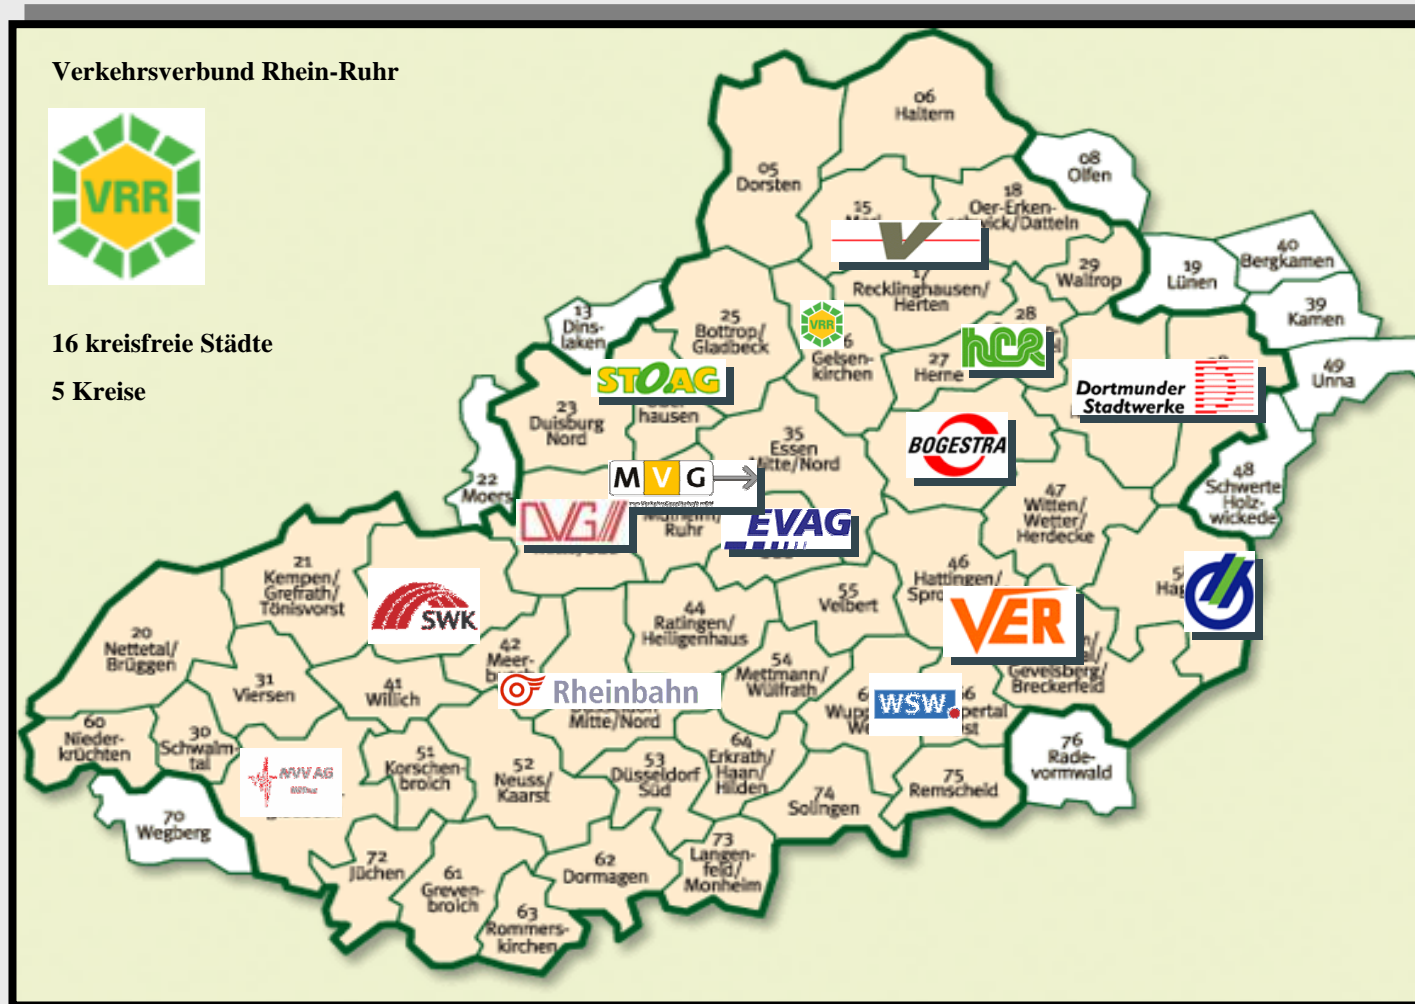 Verkehrsverbund Rhein-Ruhr
VRR
16 kreisfreie Städte
5 Kreise
06
Haltern
05
Dorsten
08
Olfen
18
Oer-Erken-
/Datteln
15
V
17
Recklinghausen/
Herten
29
Waltrop
19
Lünen
40
Bergkamen
39
Kamen
49
Unna
13
Dins-
laken
25
Bottrop/
Gladbeck
VRR
Gelsen-
kirchen
28
hcr
27
Herne
Dortmunder
Stadtwerke
STOAG
hausen
23
Duisburg
Nord
35
Essen
Mitte/Nord
BOGESTRA
48
Schwerte
Holz-
wickede
22
Moers
MVG
DVG
Ruhr
EVAG
47
Witten/
Wetter/
Herdecke
21
Kempen/
Grefrath/
Tönisvorst
SWK
46
Hattingen/
55
Velbert
44
Ratingen/
Heiligenhaus
VER
Gevelsberg/
Breckerfeld
20
Nettetal/
Brüggen
42
Meer-
54
Mettmann/
Wülfrath
31
Viersen
41
Willich
Rheinbahn
Mitte/Nord
WSW.
60
Nieder-
krüchten
30
Schwalm-
tal
MVV AG
51
Korschen-
broich
52
Neuss/
Kaarst
53
Düsseldorf
Süd
64
Erkrath/
Haan/
Hilden
74
Solingen
75
Remscheid
76
Rade-
vormwald
70
Wegberg
72
Jüchen
61
Greven-
broich
62
Dormagen
73
Langen-
feld/
Monheim
63
Rommers-
kirchen